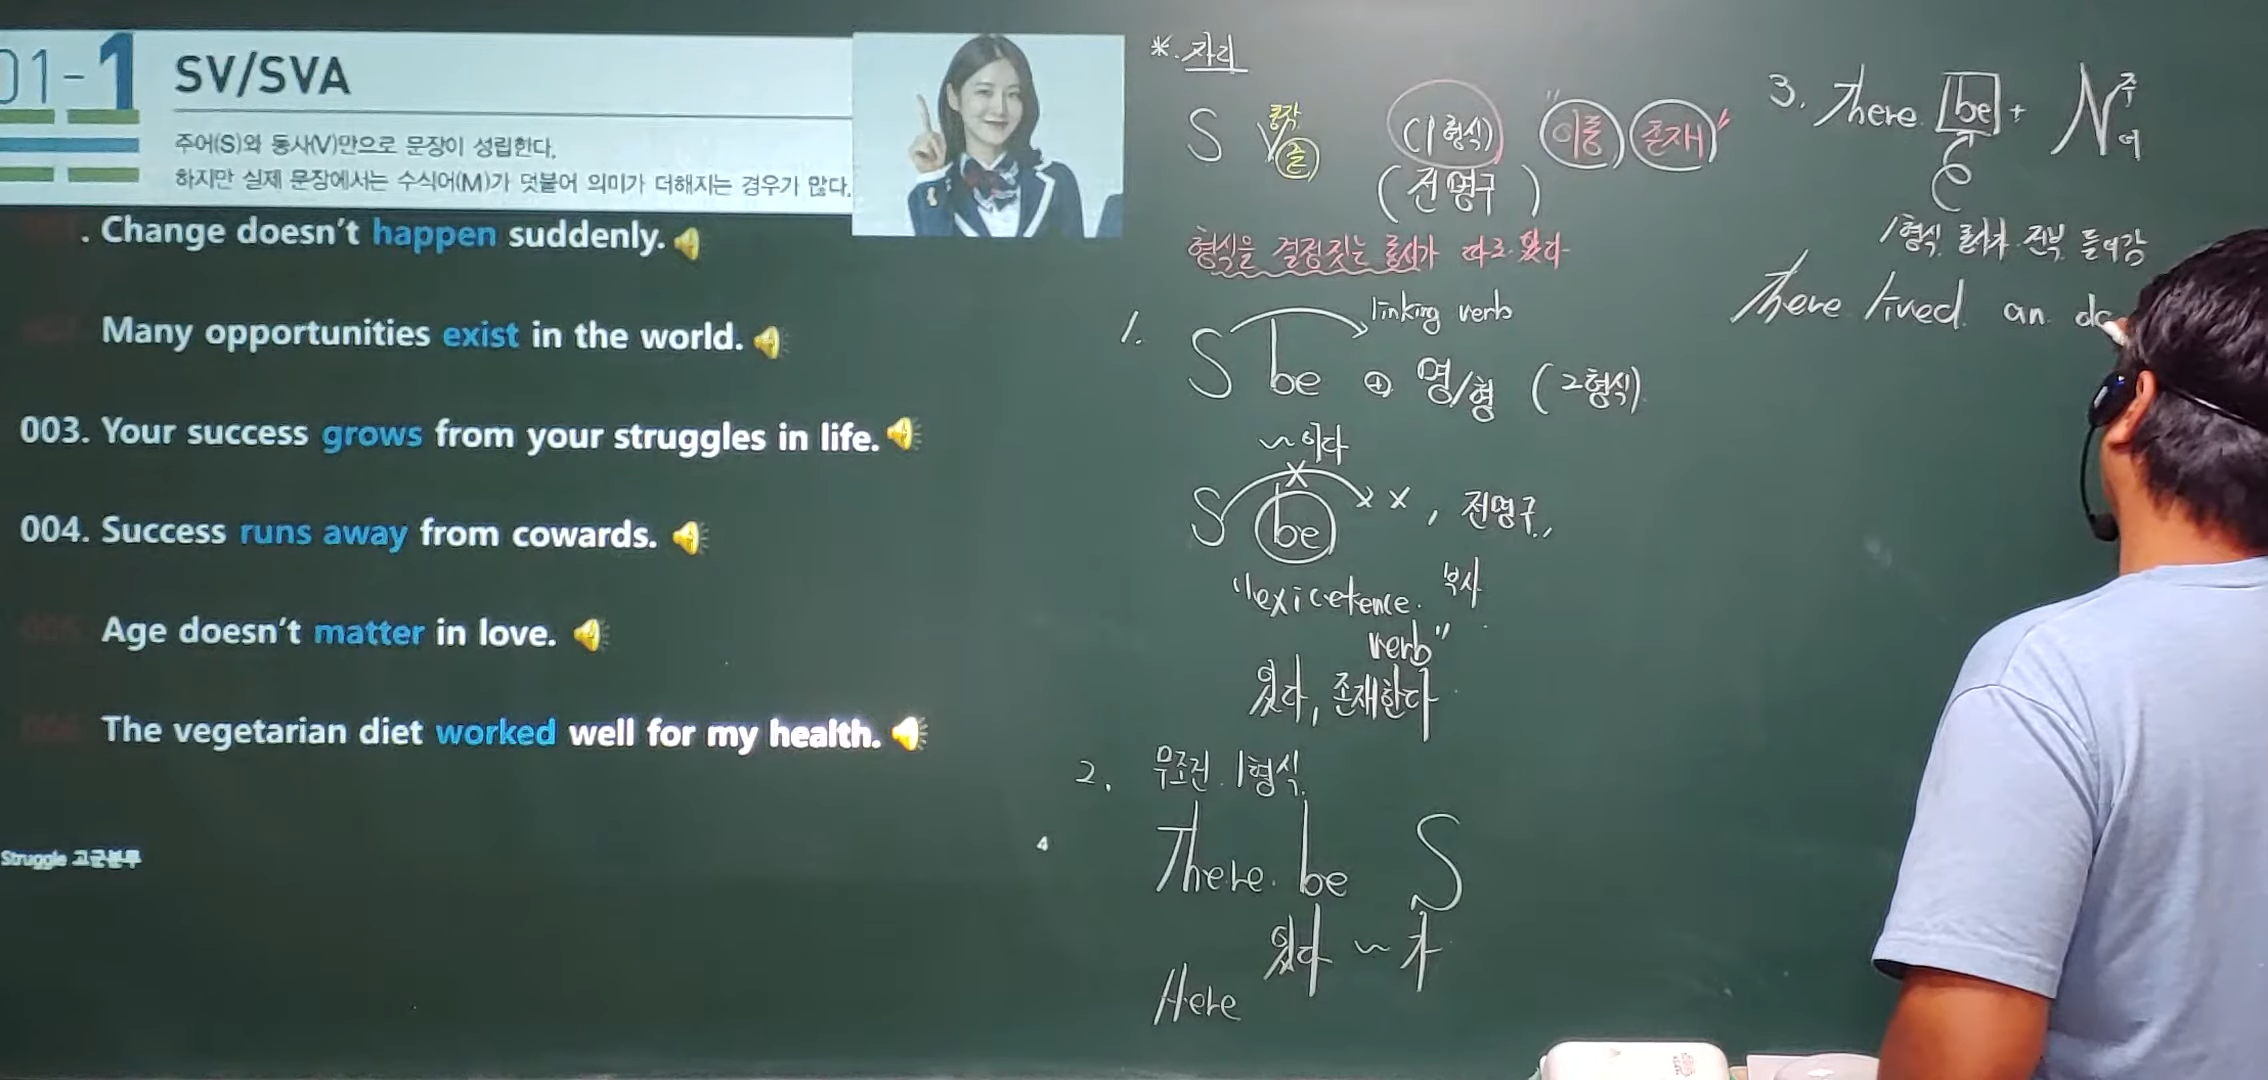 01-1
SV/SVA
주어(S)와 동사(V)만으로 문장이 성립한다.
하지만 실제 문장에서는 수식어(M)가 덧붙어 의미가 더해지는 경우가 많다.
. Change doesn't happen suddenly.
Many opportunities exist in the world.
003. Your success grows from your struggles in life.
004. Success runs away from cowards.
Age doesn't matter in love.
The vegetarian diet worked well for my health.
Struggle 고군분투
4
*. 자리
S V (1형식) "이동 존재"
(전명구)
형식을 결정짓는 동사가 따로 있다
1.
linking verb
S be + 명/형 (2형식)
~이다
S be x, 전명구,
부사
"exicetence.
verb"
있다, 존재한다
2. 무조건 1형식.
There be S
있다 ~가
Here
3. There be + N 주어
1형식 동사가 전부 들어감
There lived an